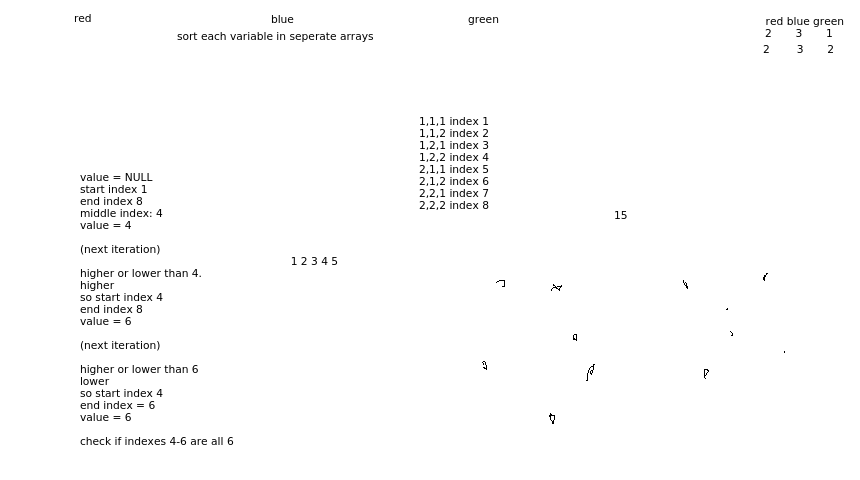 red blue green
sort each variable in seperate arrays
red blue green
2 3 1
2 3 2
1,1,1 index 1
1,1,2 index 2
1,2,1 index 3
1,2,2 index 4
2,1,1 index 5
2,1,2 index 6
2,2,1 index 7
2,2,2 index 8
15
value = NULL
start index 1
end index 8
middle index: 4
value = 4
(next iteration)
1 2 3 4 5
higher or lower than 4.
higher
so start index 4
end index 8
value = 6
(next iteration)
higher or lower than 6
lower
so start index 4
end index = 6
value = 6
check if indexes 4-6 are all 6